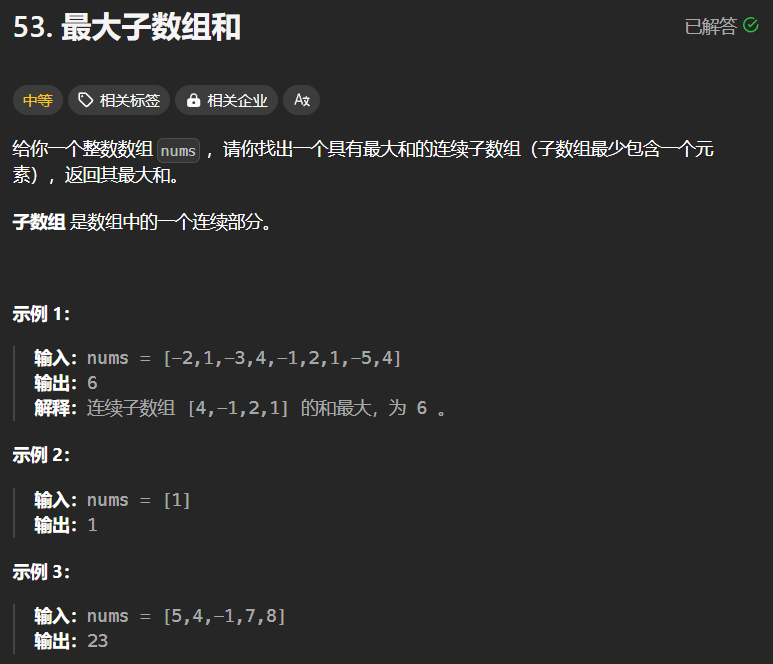 53. 最大子数组和
已解答
中等
相关标签
相关企业
给你一个整数数组 nums ，请你找出一个具有最大和的连续子数组（子数组最少包含一个元
素），返回其最大和。
子数组 是数组中的一个连续部分。
示例 1：
输入：nums = [-2,1,-3,4,-1,2,1,-5,4]
输出：6
解释：连续子数组 [4,-1,2,1] 的和最大，为 6 。
示例 2：
输入：nums = [1]
输出：1
示例 3：
输入：nums = [5,4,-1,7,8]
输出：23